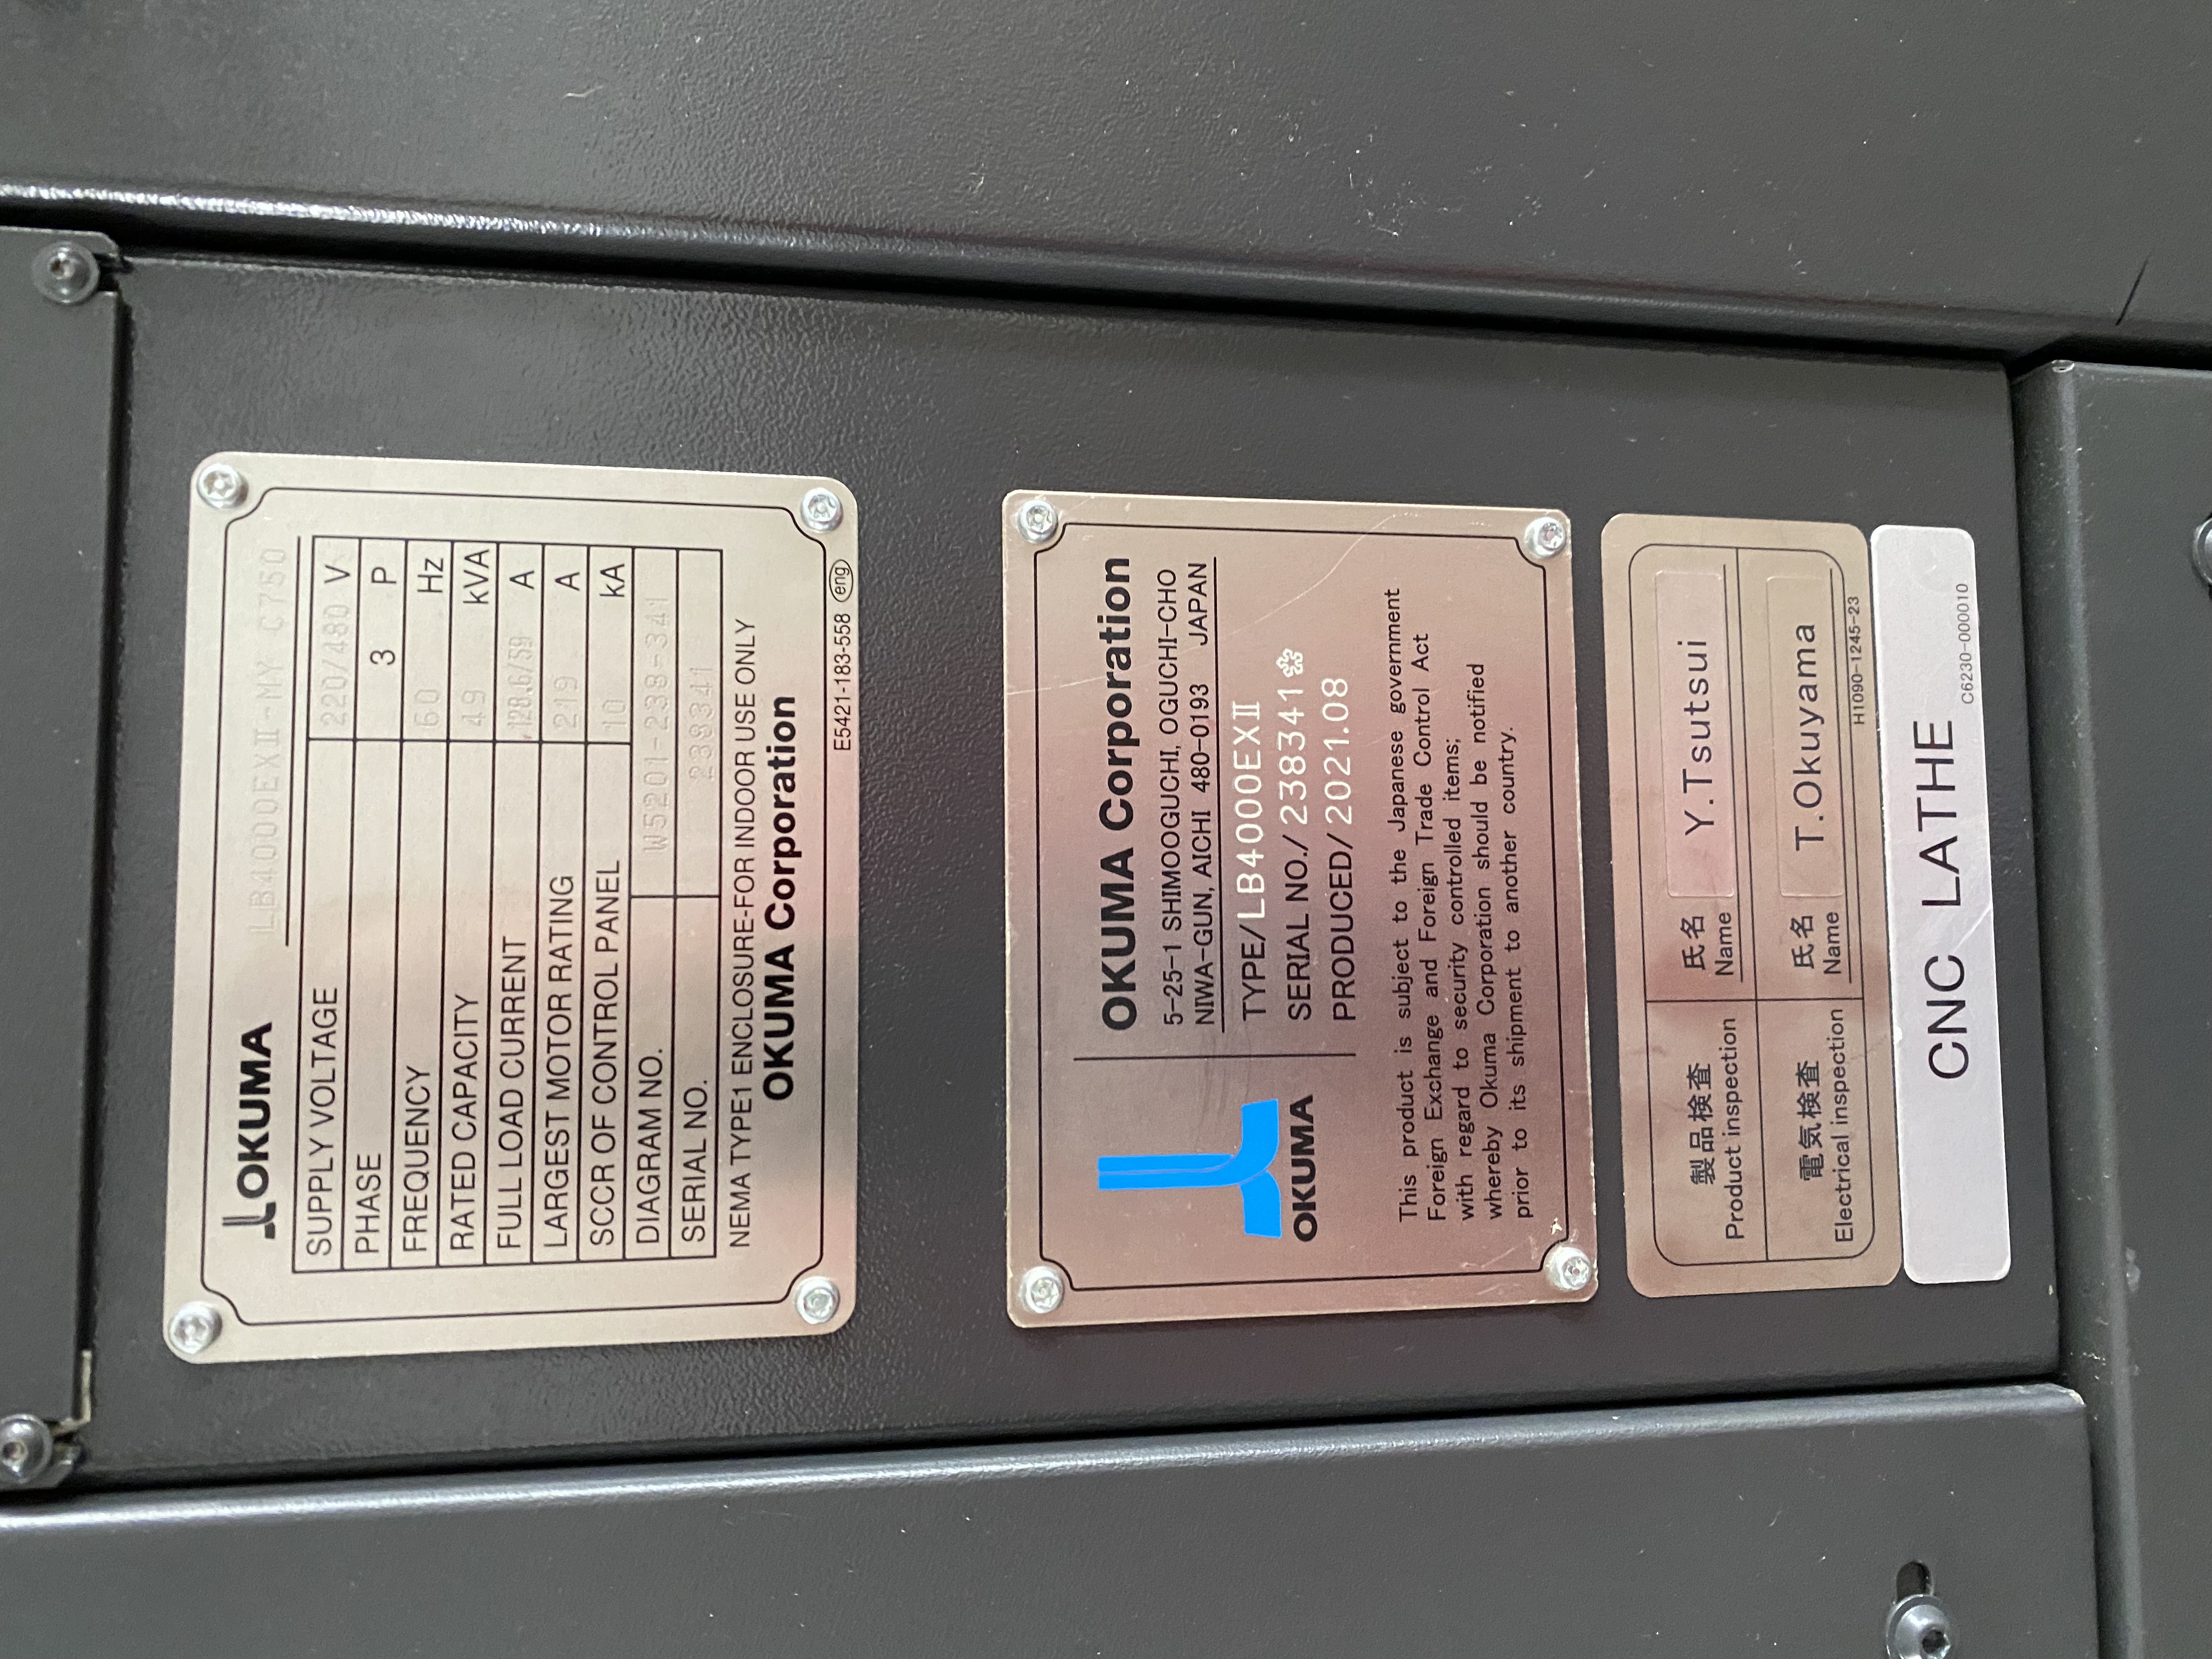 OKUMA LB4000EXⅡ-MY C750
SUPPLY VOLTAGE 220/480 V
PHASE 3 P
FREQUENCY 60 Hz
RATED CAPACITY 49 kVA
FULL LOAD CURRENT 128.6/59 A
LARGEST MOTOR RATING 219 A
SCCR OF CONTROL PANEL 10 kA
DIAGRAM NO. W5201-238-341
SERIAL NO. 238341
NEMA TYPE1 ENCLOSURE-FOR INDOOR USE ONLY
OKUMA Corporation
E5421-183-558 eng
OKUMA
OKUMA Corporation
5-25-1 SHIMOOGUCHI, OGUCHI-CHO
NIWA-GUN, AICHI 480-0193 JAPAN
TYPE/LB4000EXⅡ
SERIAL NO./238341
PRODUCED/2021.08
This product is subject to the Japanese government
Foreign Exchange and Foreign Trade Control Act
with regard to security controlled items;
whereby Okuma Corporation should be notified
prior to its shipment to another country.
製品検査 氏名 Y.Tsutsui
Product inspection Name
電気検査 氏名 T.Okuyama
Electrical inspection Name
H1090-1245-23
CNC LATHE
C6230-000010